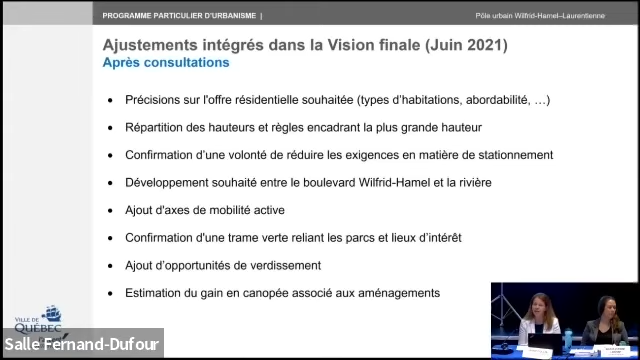 PROGRAMME PARTICULIER D'URBANISME |
Pôle urbain Wilfrid-Hamel–Laurentienne
Ajustements intégrés dans la Vision finale (Juin 2021)
Après consultations
• Précisions sur l'offre résidentielle souhaitée (types d'habitations, abordabilité, …)
• Répartition des hauteurs et règles encadrant la plus grande hauteur
• Confirmation d'une volonté de réduire les exigences en matière de stationnement
• Développement souhaité entre le boulevard Wilfrid-Hamel et la rivière
• Ajout d'axes de mobilité active
• Confirmation d'une trame verte reliant les parcs et lieux d'intérêt
• Ajout d'opportunités de verdissement
• Estimation du gain en canopée associé aux aménagements
VILLE DE
QUÉBEC
Salle Fernand-Dufour